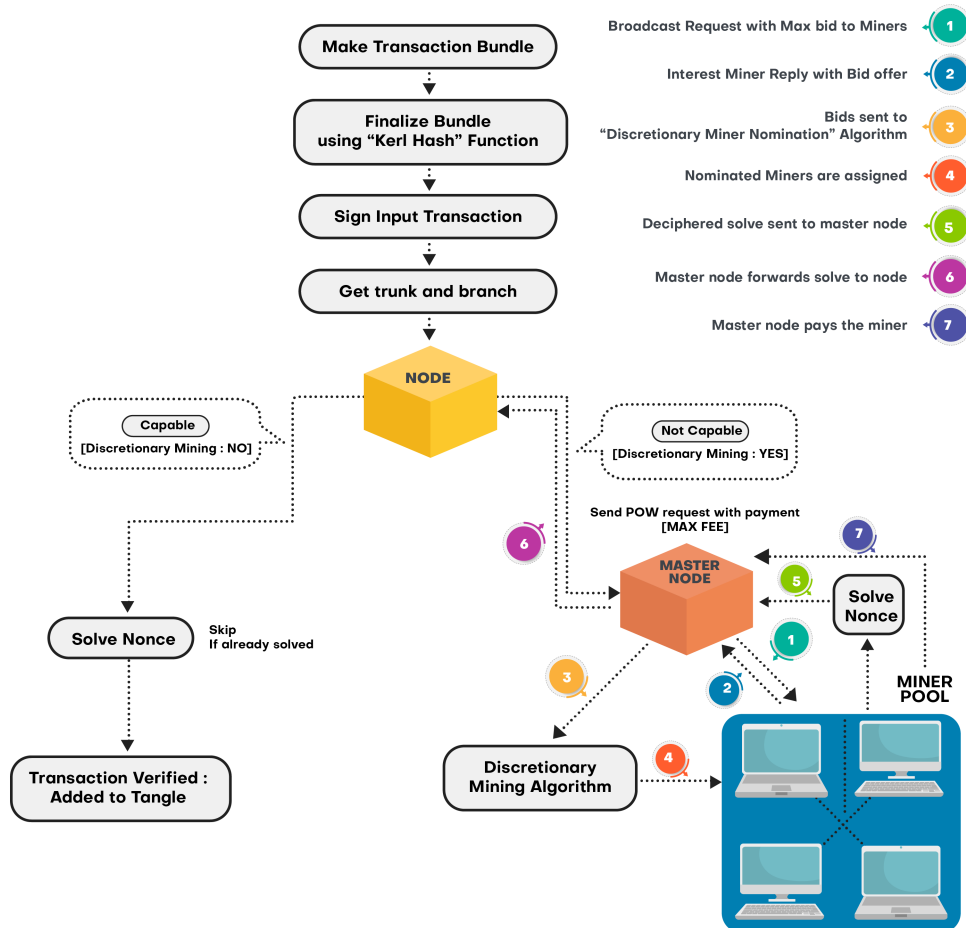 Make Transaction Bundle
Finalize Bundle
using “Kerl Hash” Function
Sign Input Transaction
Get trunk and branch
Broadcast Request with Max bid to Miners
1
Interest Miner Reply with Bid offer
2
Bids sent to
“Discretionary Miner Nomination” Algorithm
3
Nominated Miners are assigned
4
Deciphered solve sent to master node
5
Master node forwards solve to node
6
Master node pays the miner
7
NODE
Capable
[Discretionary Mining : NO]
Not Capable
[Discretionary Mining : YES]
Send POW request with payment
[MAX FEE]
6
7
MASTER
NODE
5
Solve
Nonce
Solve Nonce
Skip
If already solved
1
3
2
MINER
POOL
Transaction Verified :
Added to Tangle
Discretionary
Mining Algorithm
4